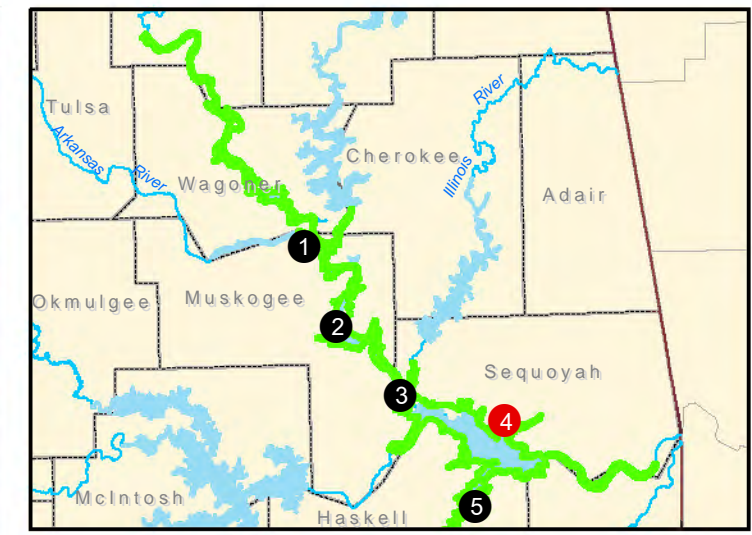 Tulsa
Arkansas
River
Wagoner
Cherokee
Illinois
River
Adair
1
Okmulgee
Muskogee
2
Sequoyah
3
4
McIntosh
Haskell
5